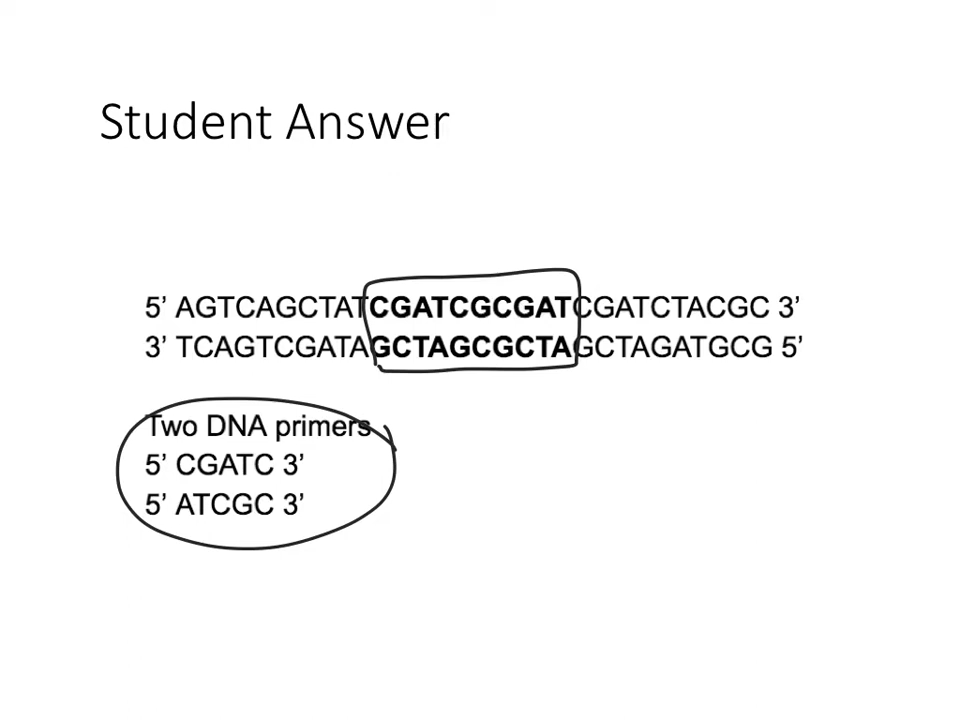 Student Answer
5’ AGTCAGCTATCGATCGCGATCGATCTACGC 3’
3’ TCAGTCGATAGCTAGCGCTAGCTAGATGCG 5’
Two DNA primers
5’ CGATC 3’
5’ ATCGC 3’